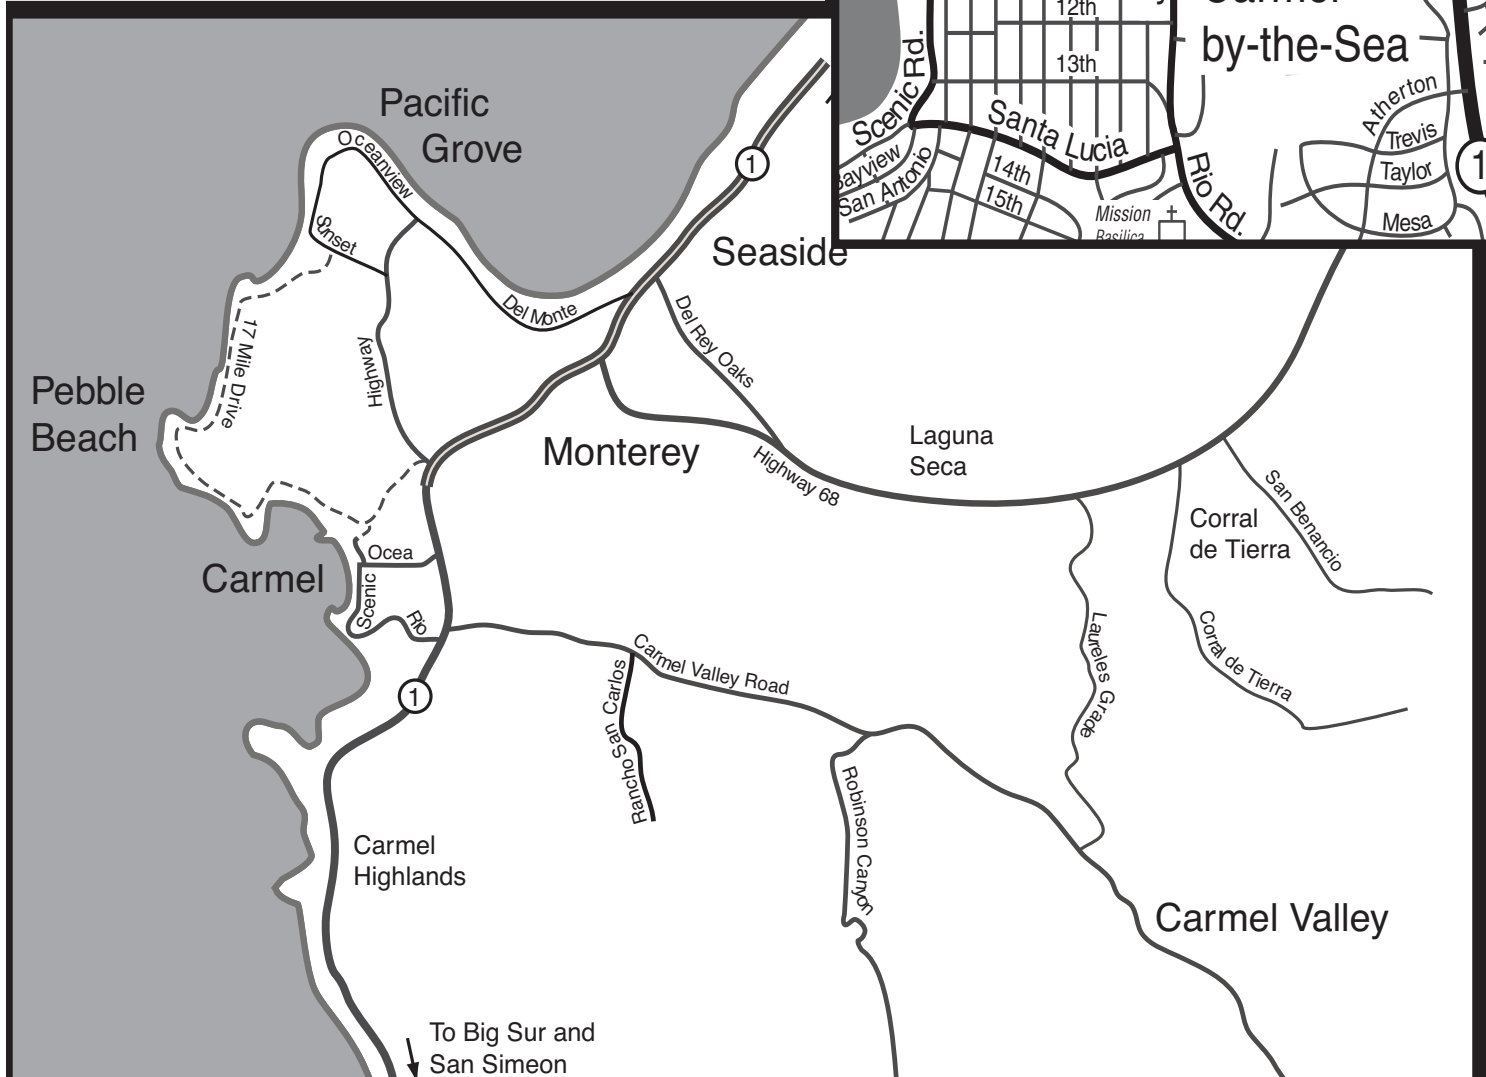 12th
by-the-Sea
13th
Scenic Rd.
Atherton
Santa Lucia
Trevis
Bayview
San Antonio
14th
Taylor
1
15th
Rio Rd.
Mission
Basilica
Mesa
Pacific
Grove
Oceanview
1
Sunset
Seaside
Del Monte
Del Rey Oaks
17 Mile Drive
Highway
Pebble
Beach
Monterey
Laguna
Seca
Highway 68
San Benancio
Corral
de Tierra
Ocea
Carmel
Scenic
Rio
Laureles Grade
Corral de Tierra
Carmel Valley Road
Rancho San Carlos
1
Robinson Canyon
Carmel
Highlands
Carmel Valley
To Big Sur and
San Simeon